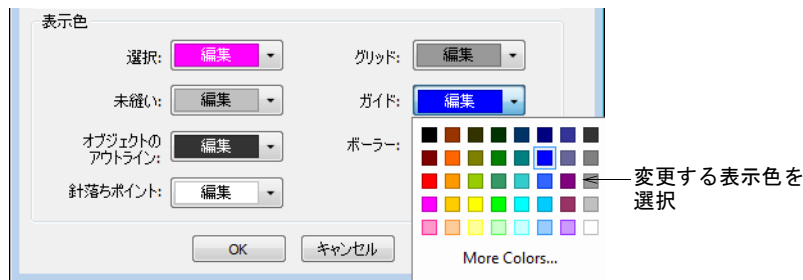 表示色
選択: 編集
グリッド: 編集
未縫い: 編集
ガイド: 編集
オブジェクトの
アウトライン: 編集
ボーラー:
針落ちポイント: 編集
変更する表示色を
選択
OK
キャンセル
More Colors...